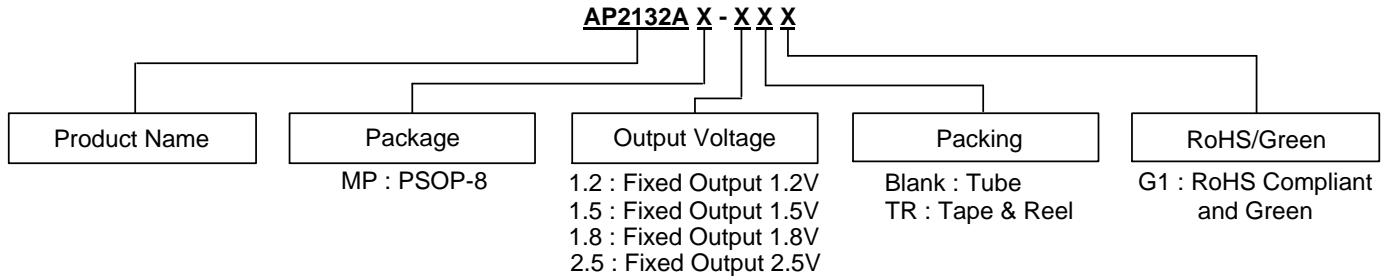 AP2132A X - X X X
Product Name
Package
Output Voltage
Packing
RoHS/Green
MP : PSOP-8
1.2 : Fixed Output 1.2V
1.5 : Fixed Output 1.5V
1.8 : Fixed Output 1.8V
2.5 : Fixed Output 2.5V
Blank : Tube
TR : Tape & Reel
G1 : RoHS Compliant
and Green